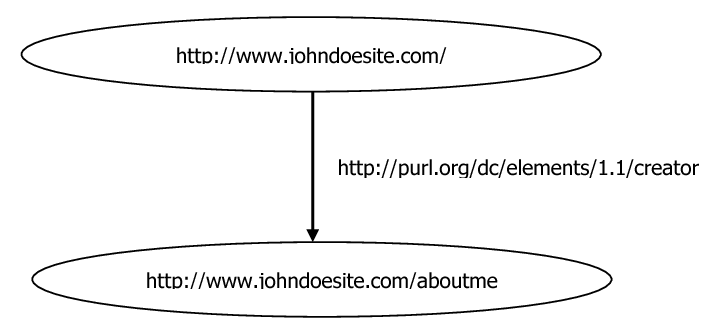 http://www.johndoesite.com/
http://purl.org/dc/elements/1.1/creator
http://www.johndoesite.com/aboutme